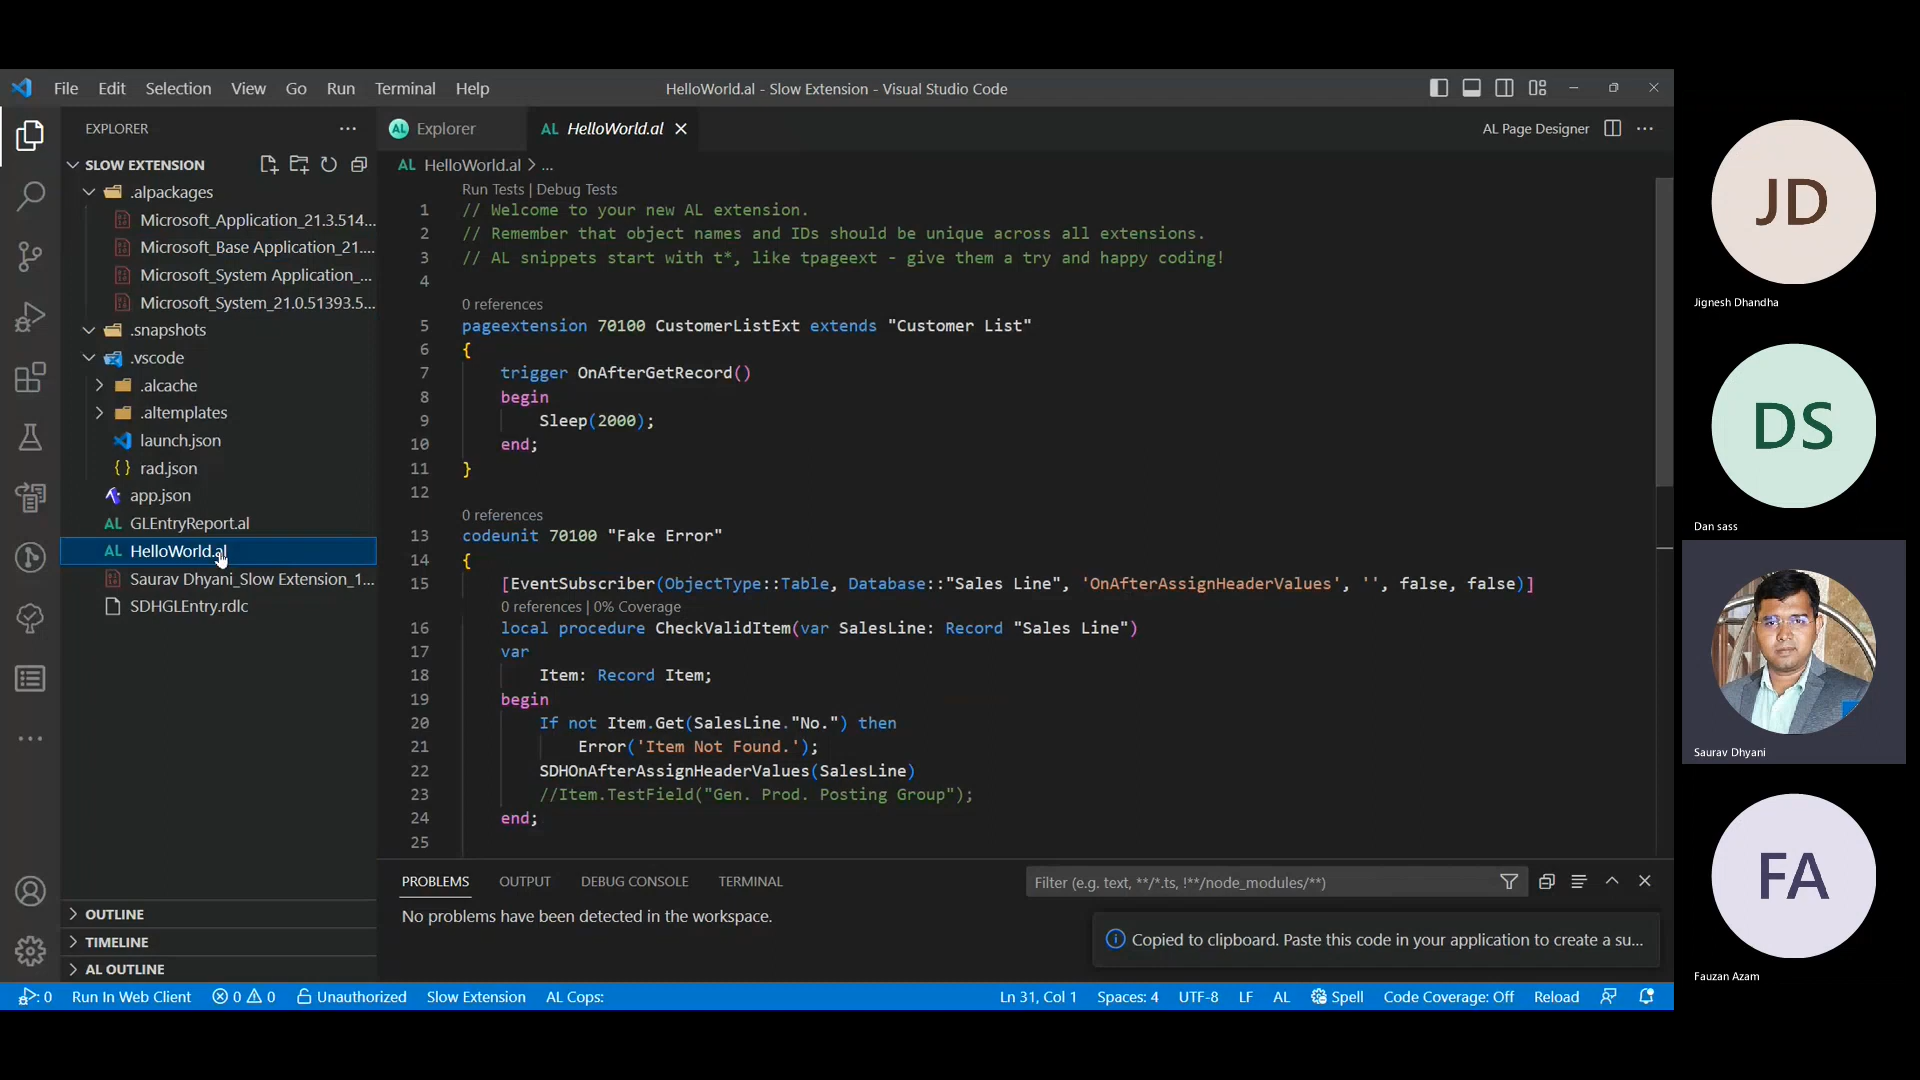 File Edit Selection View Go Run Terminal Help
HelloWorld.al - Slow Extension - Visual Studio Code
EXPLORER
SLOW EXTENSION
.alpackages
Microsoft_Application_21.3.514...
Microsoft_Base Application_21....
Microsoft_System Application_...
Microsoft_System_21.0.51393.5...
.snapshots
.vscode
.alcache
.altemplates
launch.json
{} rad.json
app.json
AL GLEntryReport.al
AL HelloWorld.al
Saurav Dhyani_Slow Extension_1...
SDHGLEntry.rdlc
OUTLINE
TIMELINE
AL OUTLINE
AL Explorer
AL HelloWorld.al
AL Page Designer
AL HelloWorld.al > ...
Run Tests | Debug Tests
1 // Welcome to your new AL extension.
2 // Remember that object names and IDs should be unique across all extensions.
3 // AL snippets start with t*, like tpageext - give them a try and happy coding!
4
0 references
5 pageextension 70100 CustomerListExt extends "Customer List"
6 {
7 trigger OnAfterGetRecord()
8 begin
9 Sleep(2000);
10 end;
11 }
12
0 references
13 codeunit 70100 "Fake Error"
14 {
15 [EventSubscriber(ObjectType::Table, Database::"Sales Line", 'OnAfterAssignHeaderValues', '', false, false)]
0 references | 0% Coverage
16 local procedure CheckValidItem(var SalesLine: Record "Sales Line")
17 var
18 Item: Record Item;
19 begin
20 If not Item.Get(SalesLine."No.") then
21 Error('Item Not Found.');
22 SDHOnAfterAssignHeaderValues(SalesLine)
23 //Item.TestField("Gen. Prod. Posting Group");
24 end;
25
PROBLEMS OUTPUT DEBUG CONSOLE TERMINAL
Filter (e.g. text, **/*.ts, !**/node_modules/**)
No problems have been detected in the workspace.
Copied to clipboard. Paste this code in your application to create a su...
: 0 Run In Web Client 0 0 Unauthorized Slow Extension AL Cops:
Ln 31, Col 1 Spaces: 4 UTF-8 LF AL Spell Code Coverage: Off Reload
JD
Jignesh Dhandha
DS
Dan sass
Saurav Dhyani
FA
Fauzan Azam